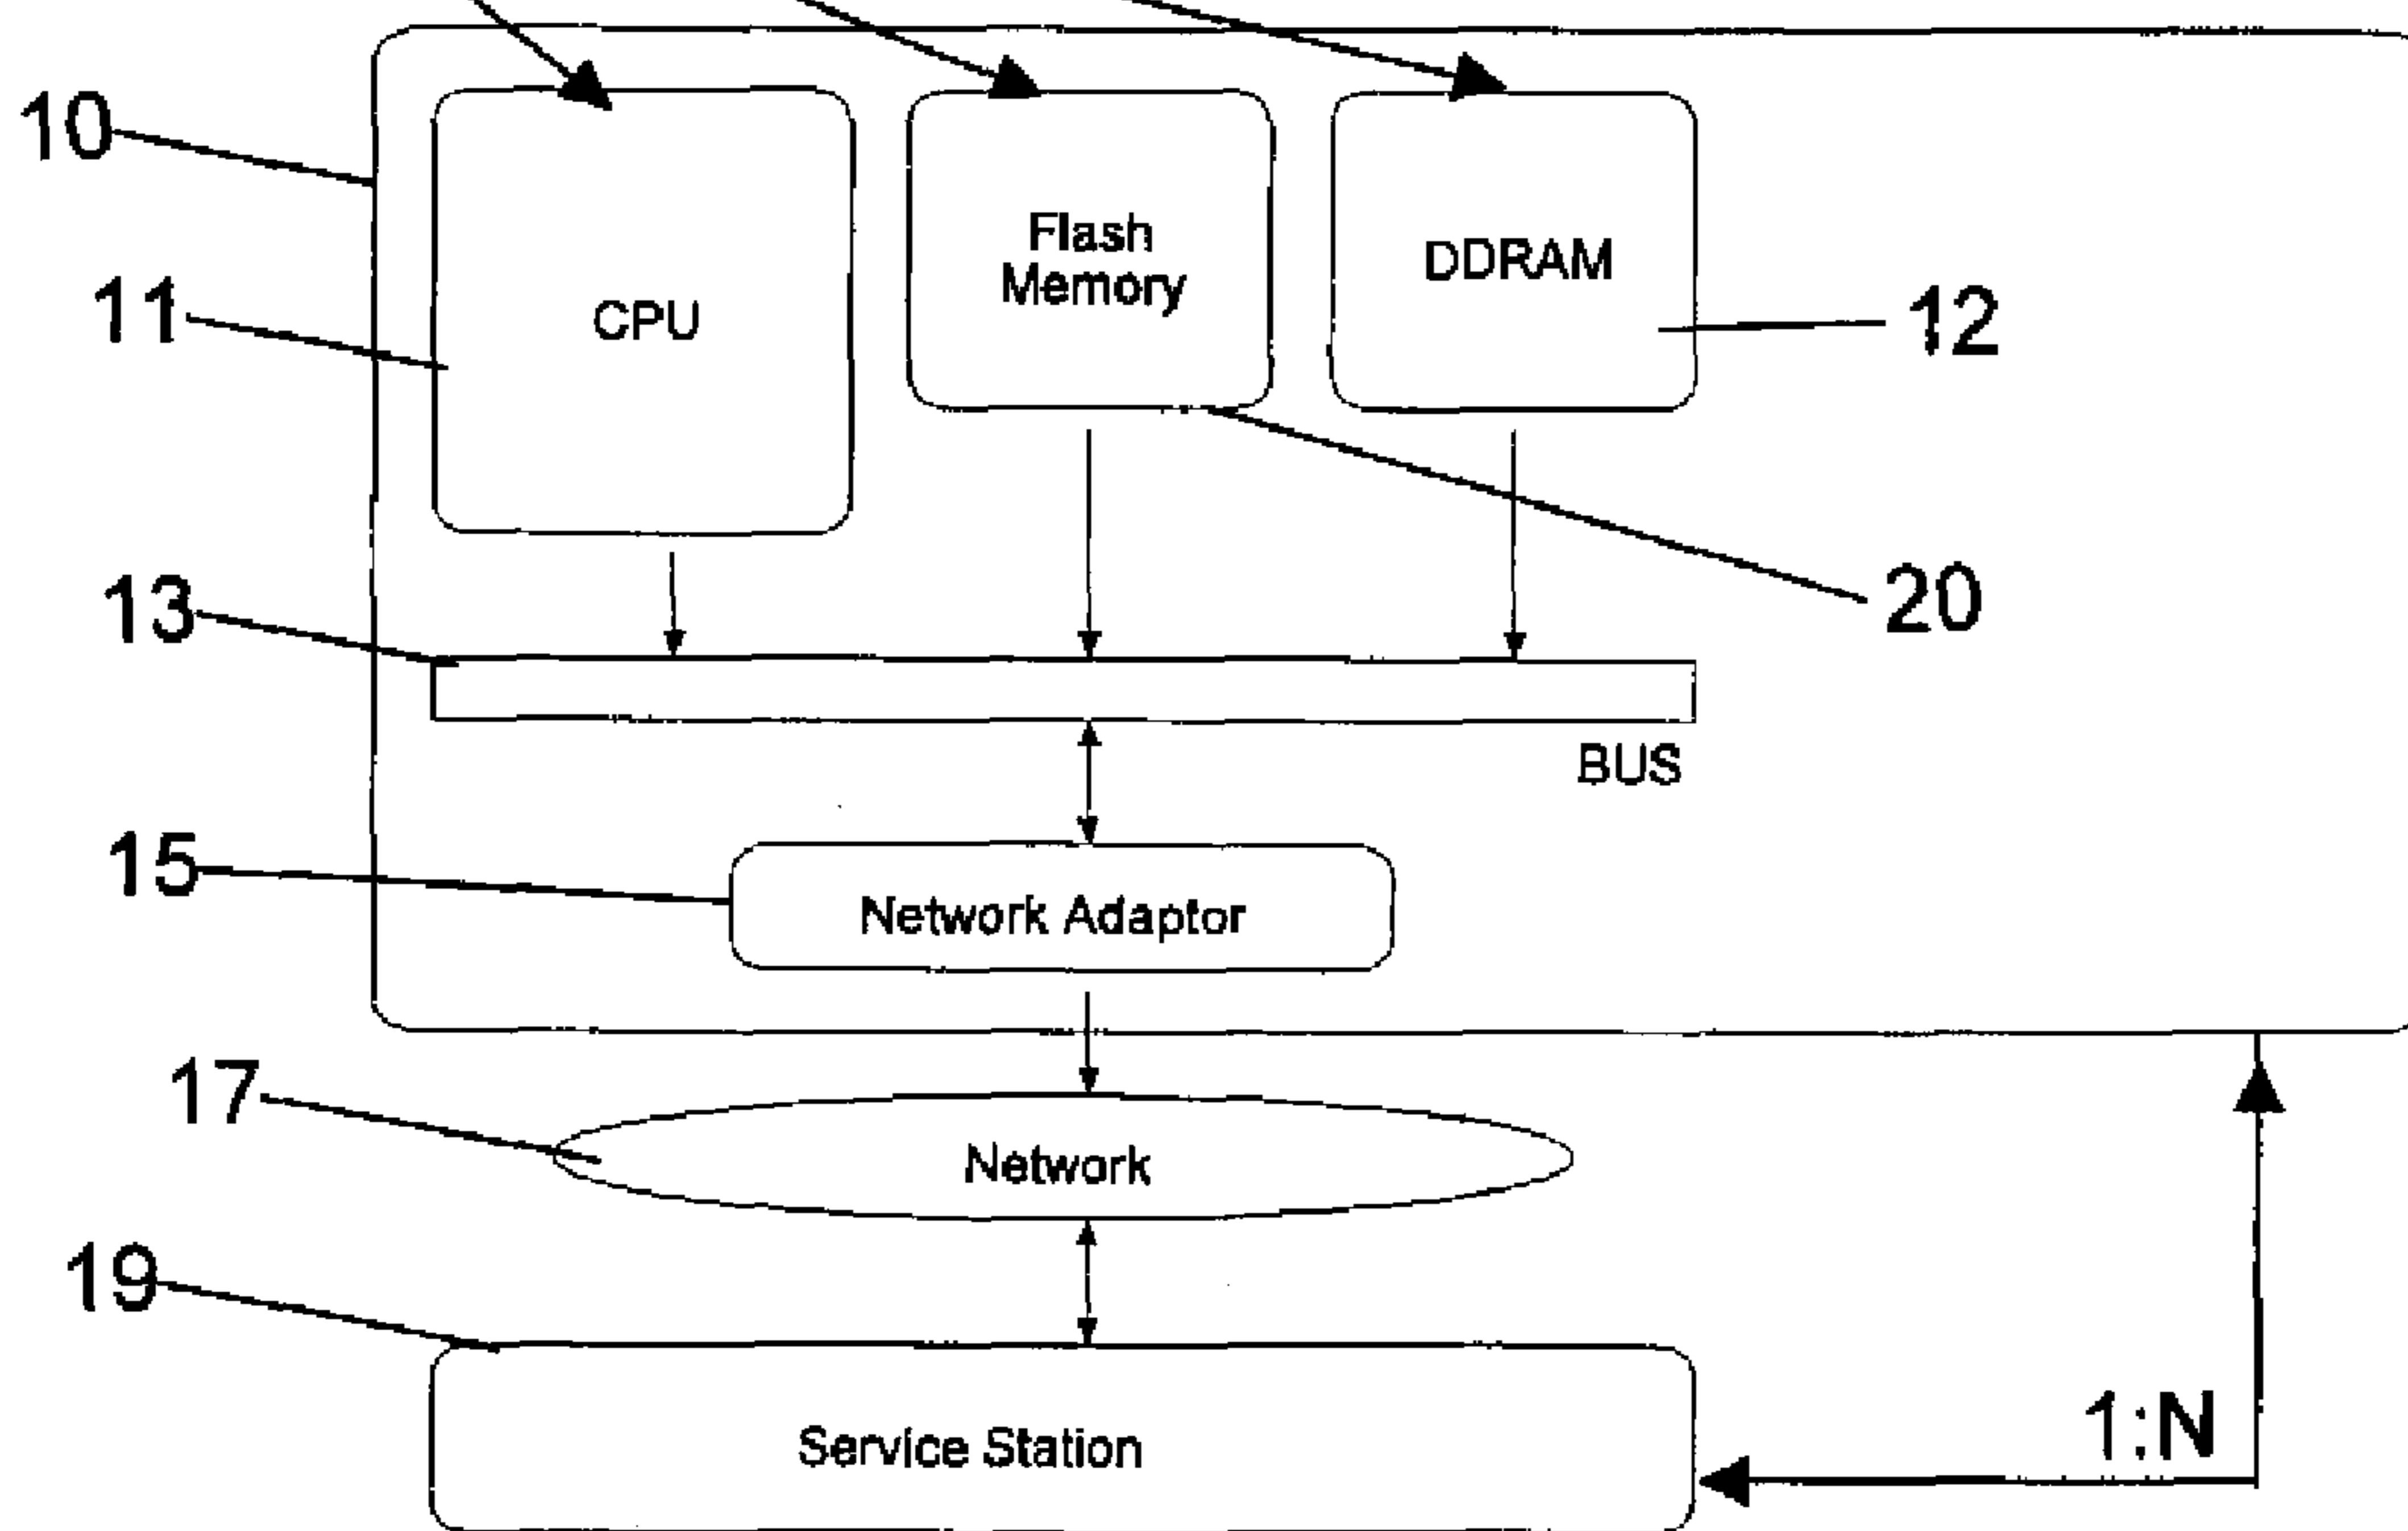 10
11
CPU
Flash
Memory
DDRAM
12
13
20
BUS
15
Network Adaptor
17
Network
19
Service Station
1:N